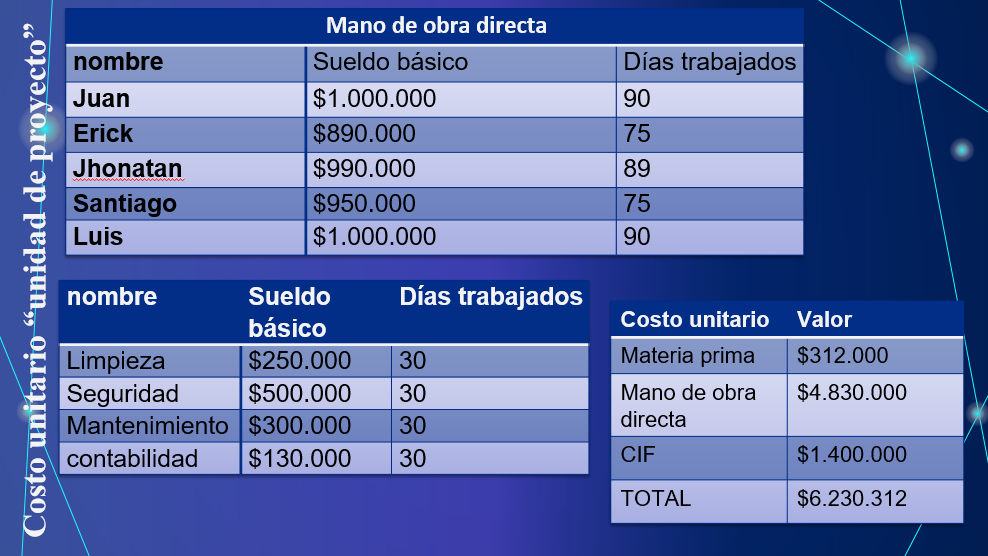 Costo unitario “unidad de proyecto”
Mano de obra directa
nombre Sueldo básico Días trabajados
Juan $1.000.000 90
Erick $890.000 75
Jhonatan $990.000 89
Santiago $950.000 75
Luis $1.000.000 90
nombre Sueldo Días trabajados
básico
Limpieza $250.000 30
Seguridad $500.000 30
Mantenimiento $300.000 30
contabilidad $130.000 30
Costo unitario Valor
Materia prima $312.000
Mano de obra $4.830.000
directa
CIF $1.400.000
TOTAL $6.230.312